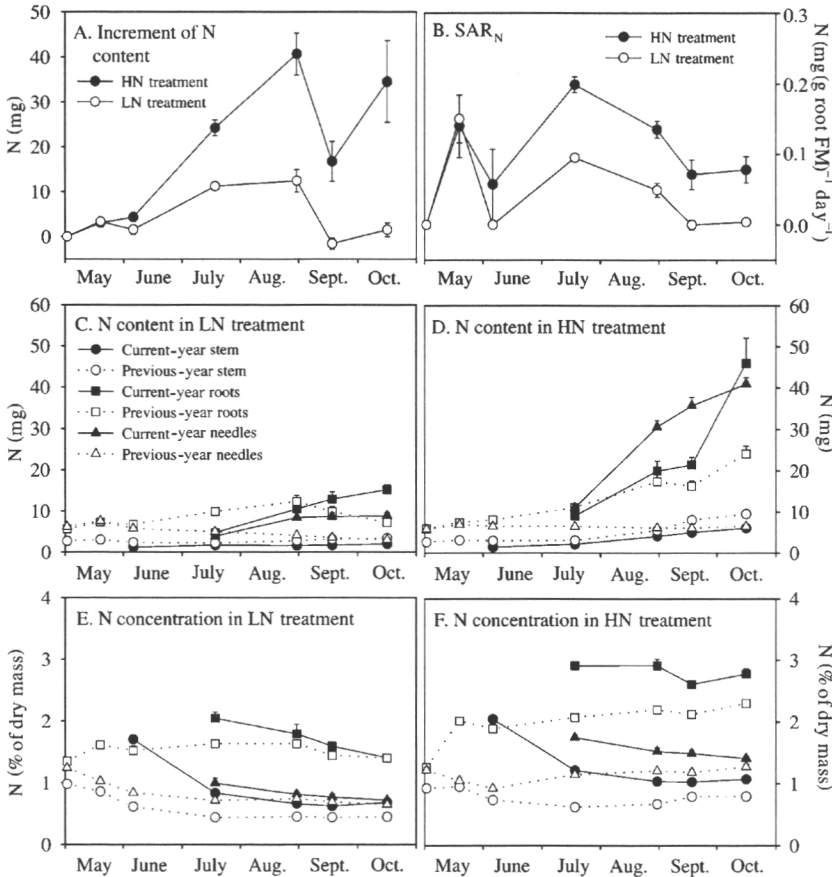 A. Increment of N
content
HN treatment
LN treatment
N (mg)
50
40
30
20
10
0
May June July Aug. Sept. Oct.
B. SAR_N
HN treatment
LN treatment
N (mg (g root FM)⁻¹ day⁻¹)
0.3
0.2
0.1
0.0
May June July Aug. Sept. Oct.
C. N content in LN treatment
Current-year stem
Previous-year stem
Current-year roots
Previous-year roots
Current-year needles
Previous-year needles
N (mg)
60
50
40
30
20
10
0
May June July Aug. Sept. Oct.
D. N content in HN treatment
N (mg)
60
50
40
30
20
10
0
May June July Aug. Sept. Oct.
E. N concentration in LN treatment
N (% of dry mass)
4
3
2
1
0
May June July Aug. Sept. Oct.
F. N concentration in HN treatment
N (% of dry mass)
4
3
2
1
0
May June July Aug. Sept. Oct.